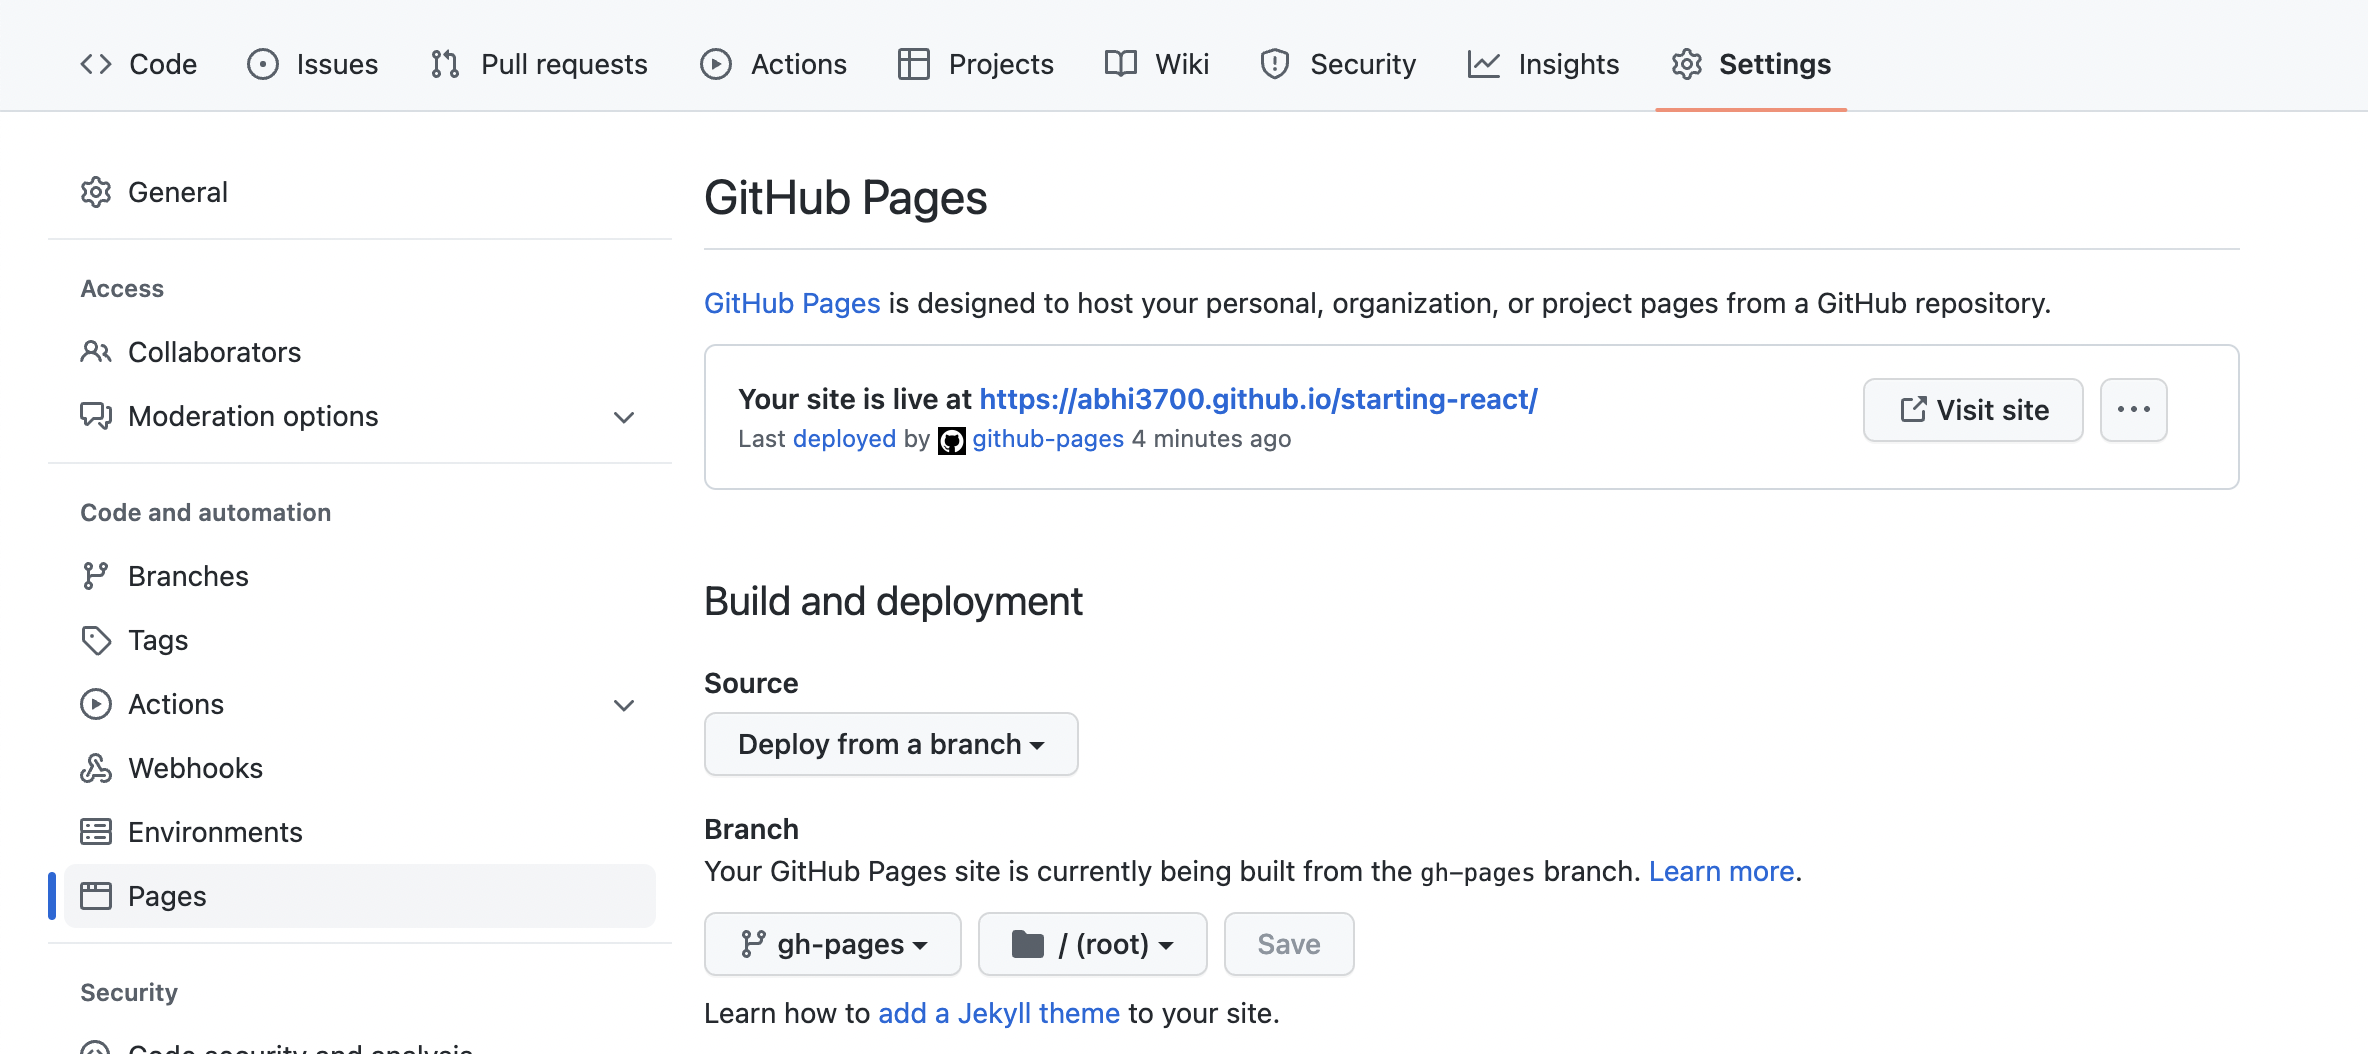 Code Issues Pull requests Actions Projects Wiki Security Insights Settings
General
Access
Collaborators
Moderation options
Code and automation
Branches
Tags
Actions
Webhooks
Environments
Pages
Security
Code security and analysis
GitHub Pages
GitHub Pages is designed to host your personal, organization, or project pages from a GitHub repository.
Your site is live at https://abhi3700.github.io/starting-react/
Last deployed by github-pages 4 minutes ago
Visit site
Build and deployment
Source
Deploy from a branch
Branch
Your GitHub Pages site is currently being built from the gh-pages branch. Learn more.
gh-pages / (root) Save
Learn how to add a Jekyll theme to your site.